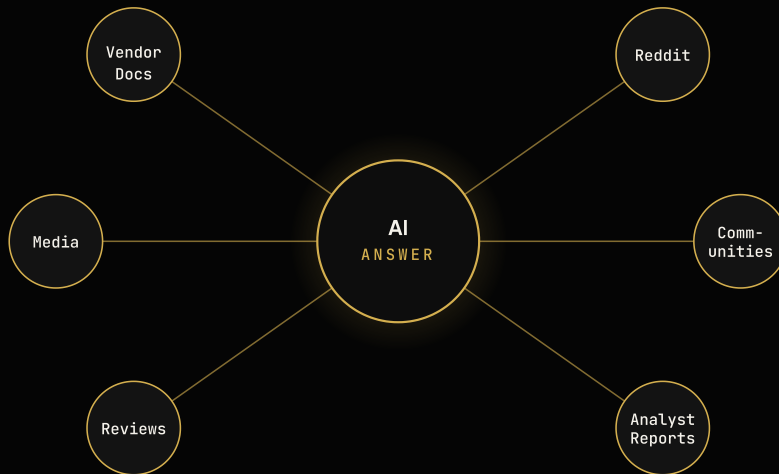 Vendor
Docs
Reddit
AI
ANSWER
Media
Comm-
unities
Reviews
Analyst
Reports